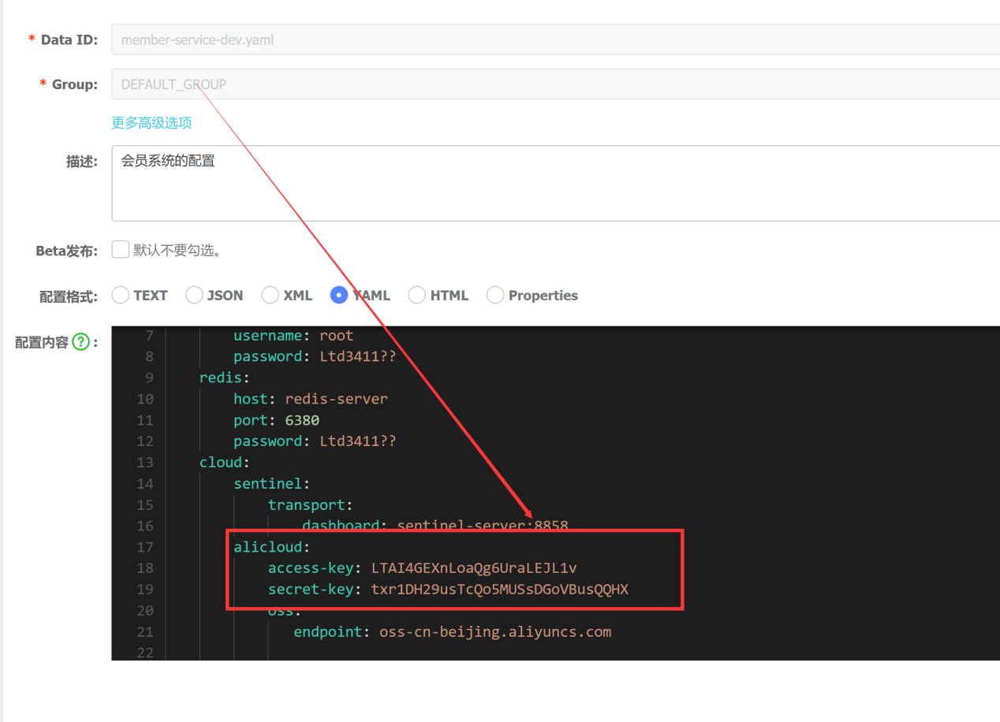 * Data ID: member-service-dev.yaml
* Group: DEFAULT_GROUP
更多高级选项
描述: 会员系统的配置
Beta发布: 默认不要勾选。
配置格式: TEXT JSON XML YAML HTML Properties
配置内容 ? :
7 username: root
8 password: Ltd3411??
9 redis:
10 host: redis-server
11 port: 6380
12 password: Ltd3411??
13 cloud:
14 sentinel:
15 transport:
16 dashboard: sentinel-server:8858
17 alicloud:
18 access-key: LTAI4GEXnLoaQg6UraLEJL1v
19 secret-key: txr1DH29usTcQo5MUSsDGoVBusQQHX
20 oss:
21 endpoint: oss-cn-beijing.aliyuncs.com
22